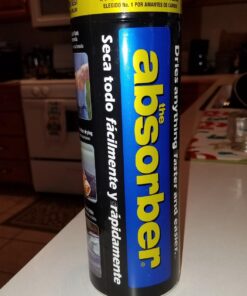 ELEGIDO No. 1 POR AMANTES DE CARROS
Seca todo fácilmente y rápidamente
the
absorber®
Dries anything faster and easier.